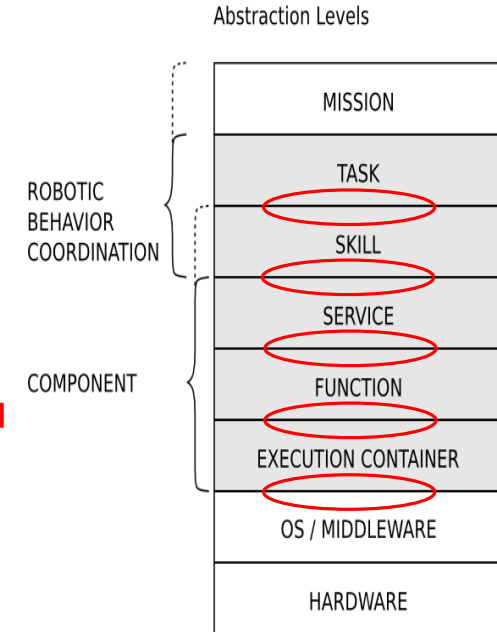 Abstraction Levels
MISSION
TASK
ROBOTIC
BEHAVIOR
COORDINATION
SKILL
SERVICE
COMPONENT
FUNCTION
EXECUTION CONTAINER
OS / MIDDLEWARE
HARDWARE